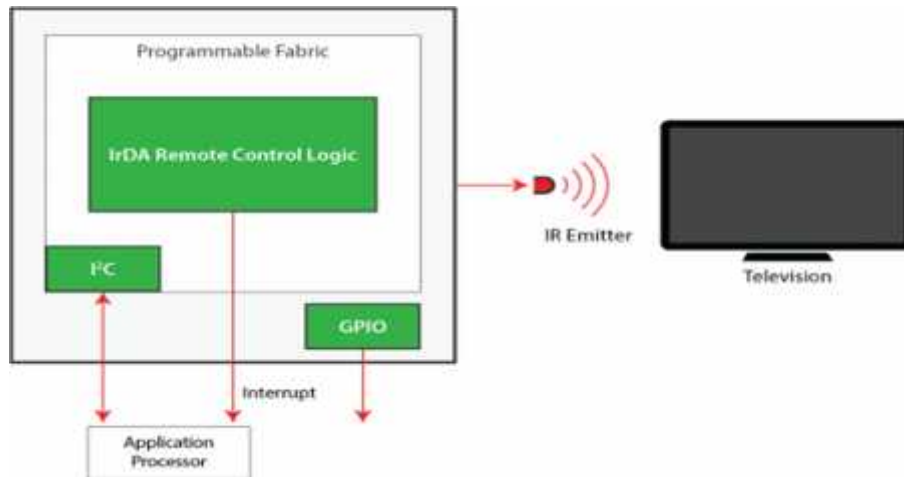 Programmable Fabric
IrDA Remote Control Logic
IR Emitter
I²C
Television
GPIO
Interrupt
Application
Processor